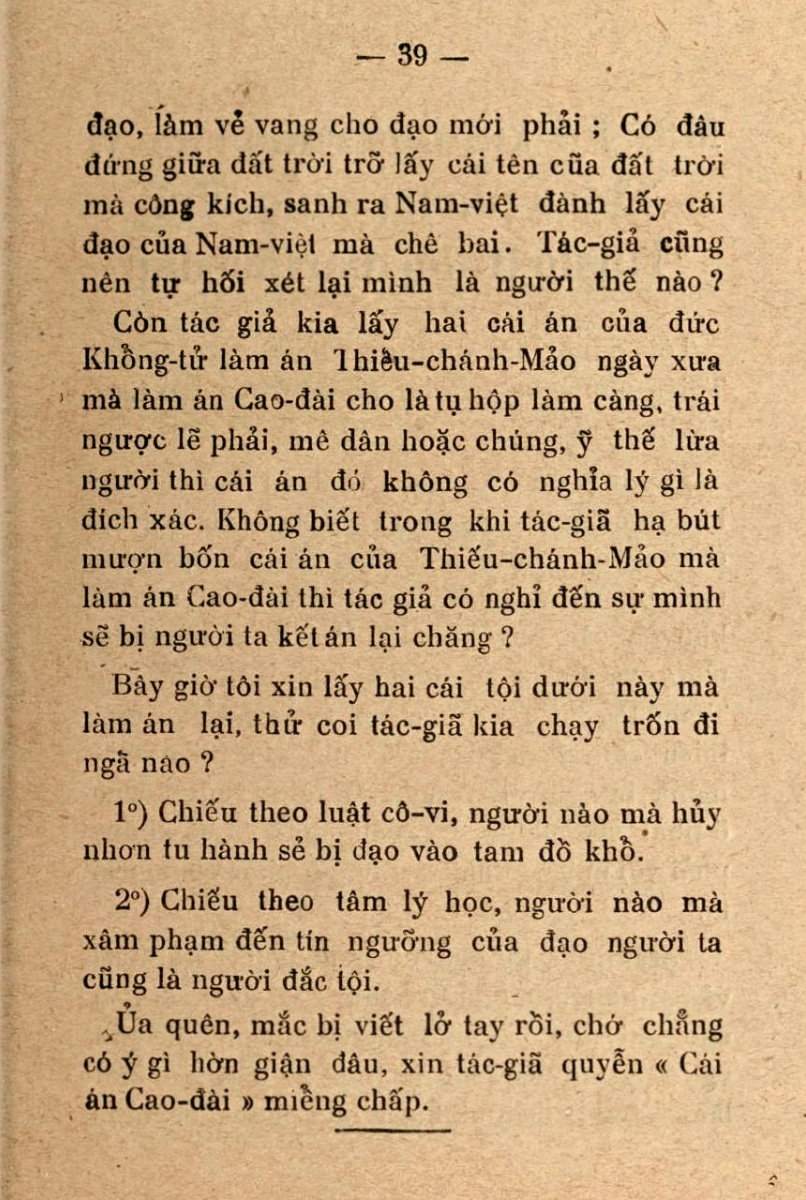 — 39 —
đạo, làm vẻ vang cho đạo mới phải ; Có đâu
đứng giữa đất trời trỡ lấy cái tên cũa đất trời
mà công kích, sanh ra Nam-việt đành lấy cái
đạo của Nam-việt mà chê bai. Tác-giả cũng
nên tự hối xét lại mình là người thế nào ?
Còn tác giả kia lấy hai cái án của đức
Khổng-tử làm án Thiều-chánh-Mảo ngày xưa
mà làm án Cao-đài cho là tụ hộp làm càng, trái
ngược lẽ phải, mê dân hoặc chúng, ỹ thế lừa
người thì cái án đó không có nghĩa lý gì là
đích xác. Không biết trong khi tác-giã hạ bút
mượn bốn cái án của Thiếu-chánh-Mảo mà
làm án Cao-đài thì tác giả có nghỉ đến sự mình
sẽ bị người ta kết án lại chăng ?
Bây giờ tôi xin lấy hai cái tội dưới này mà
làm án lại, thử coi tác-giã kia chạy trốn đi
ngã nào ?
1º) Chiếu theo luật cô-vi, người nào mà hủy
nhơn tu hành sẻ bị đạo vào tam đồ khổ.
2º) Chiếu theo tâm lý học, người nào mà
xâm phạm đến tín ngưỡng của đạo người ta
cũng là người đắc tội.
Ủa quên, mắc bị viết lở tay rồi, chớ chẳng
có ý gì hờn giận đâu, xin tác-giã quyễn « Cái
án Cao-đài » miễng chấp.